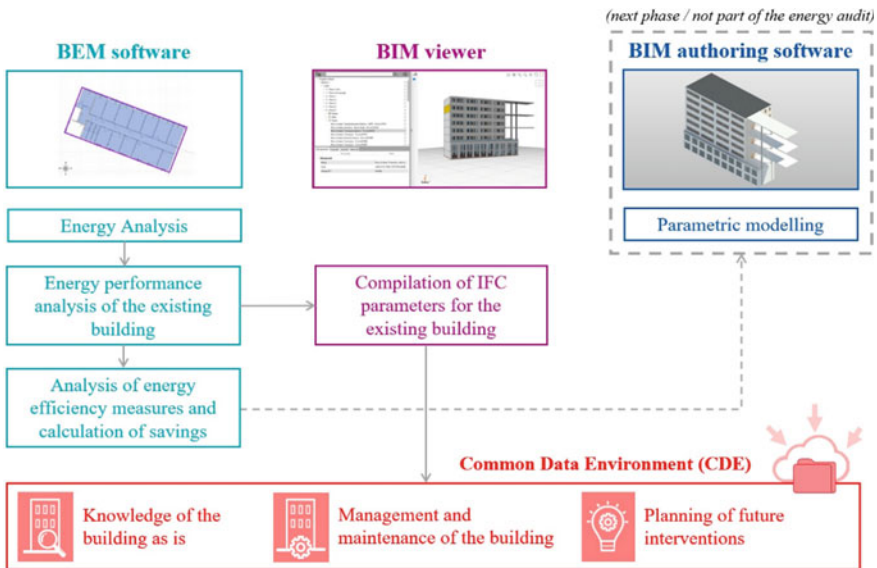 (next phase / not part of the energy audit)
BEM software
BIM viewer
BIM authoring software
Energy Analysis
Parametric modelling
Energy performance
analysis of the existing
building
Compilation of IFC
parameters for the
existing building
Analysis of energy
efficiency measures and
calculation of savings
Common Data Environment (CDE)
Knowledge of the
building as is
Management and
maintenance of the building
Planning of future
interventions